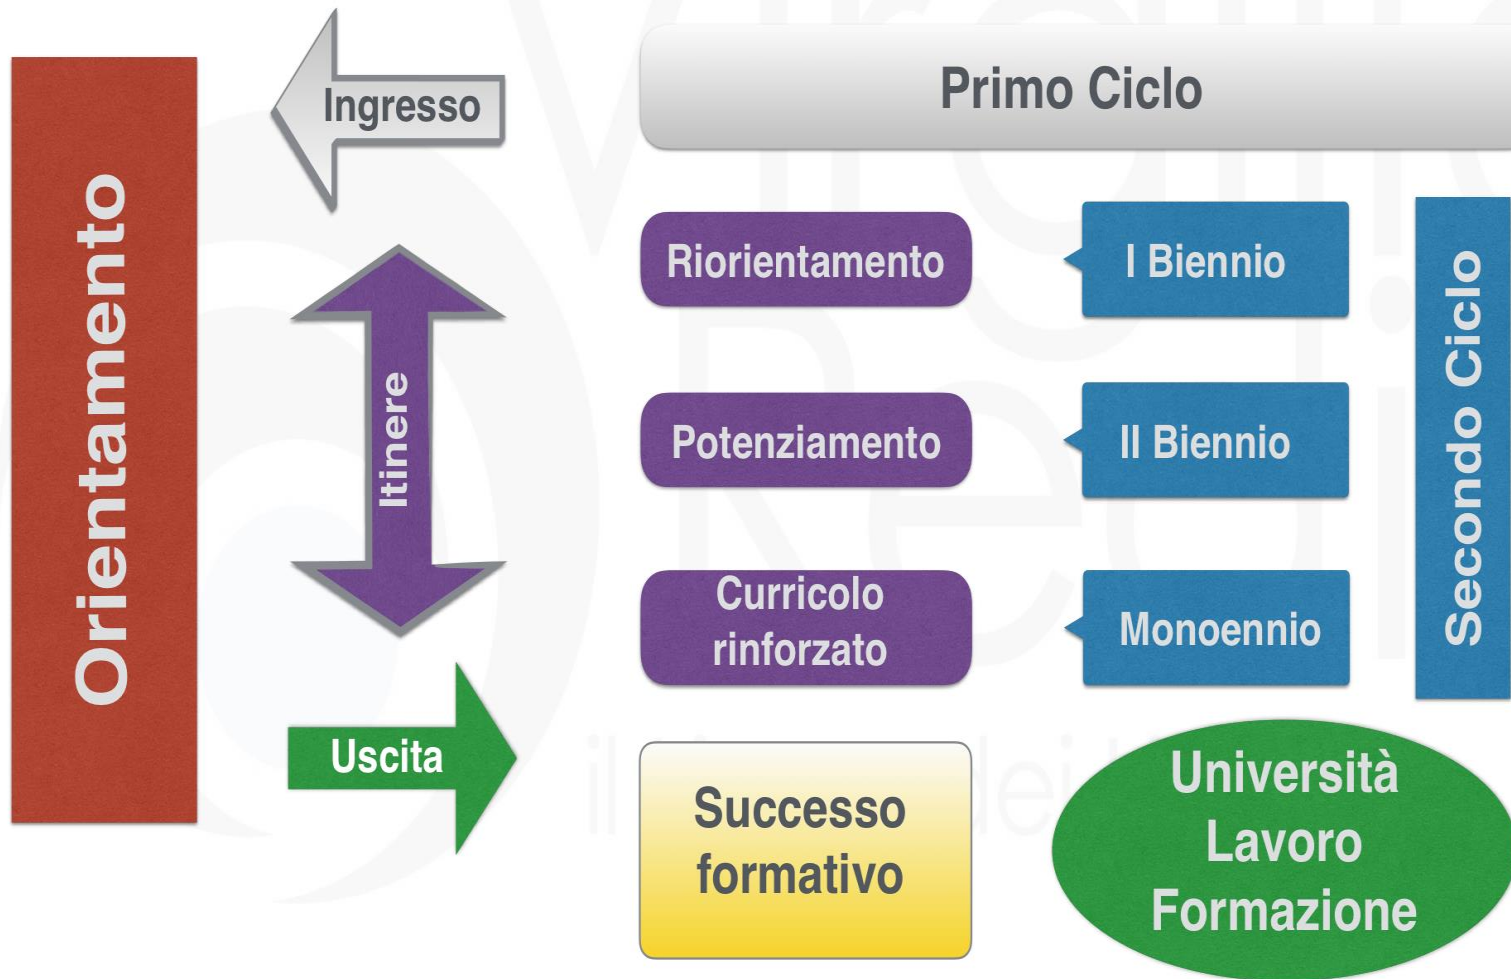 Orientamento
Ingresso
Primo Ciclo
Itinere
Riorientamento
I Biennio
Potenziamento
II Biennio
Curricolo
rinforzato
Monoennio
Secondo Ciclo
Uscita
Successo
formativo
Università
Lavoro
Formazione